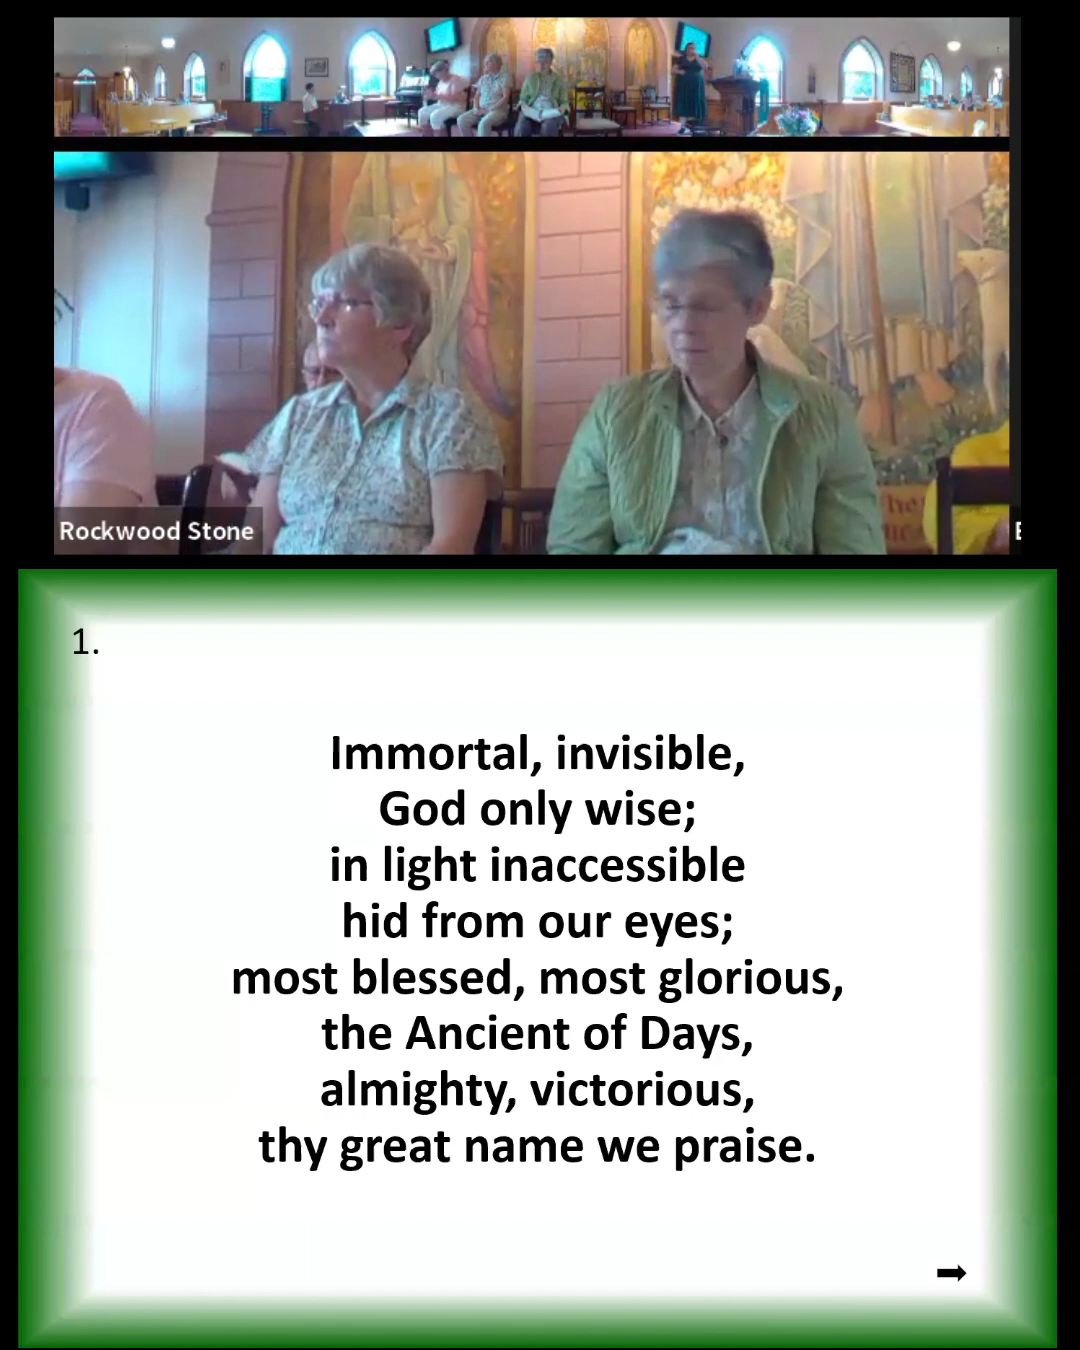 Rockwood Stone
1.
Immortal, invisible,
God only wise;
in light inaccessible
hid from our eyes;
most blessed, most glorious,
the Ancient of Days,
almighty, victorious,
thy great name we praise.